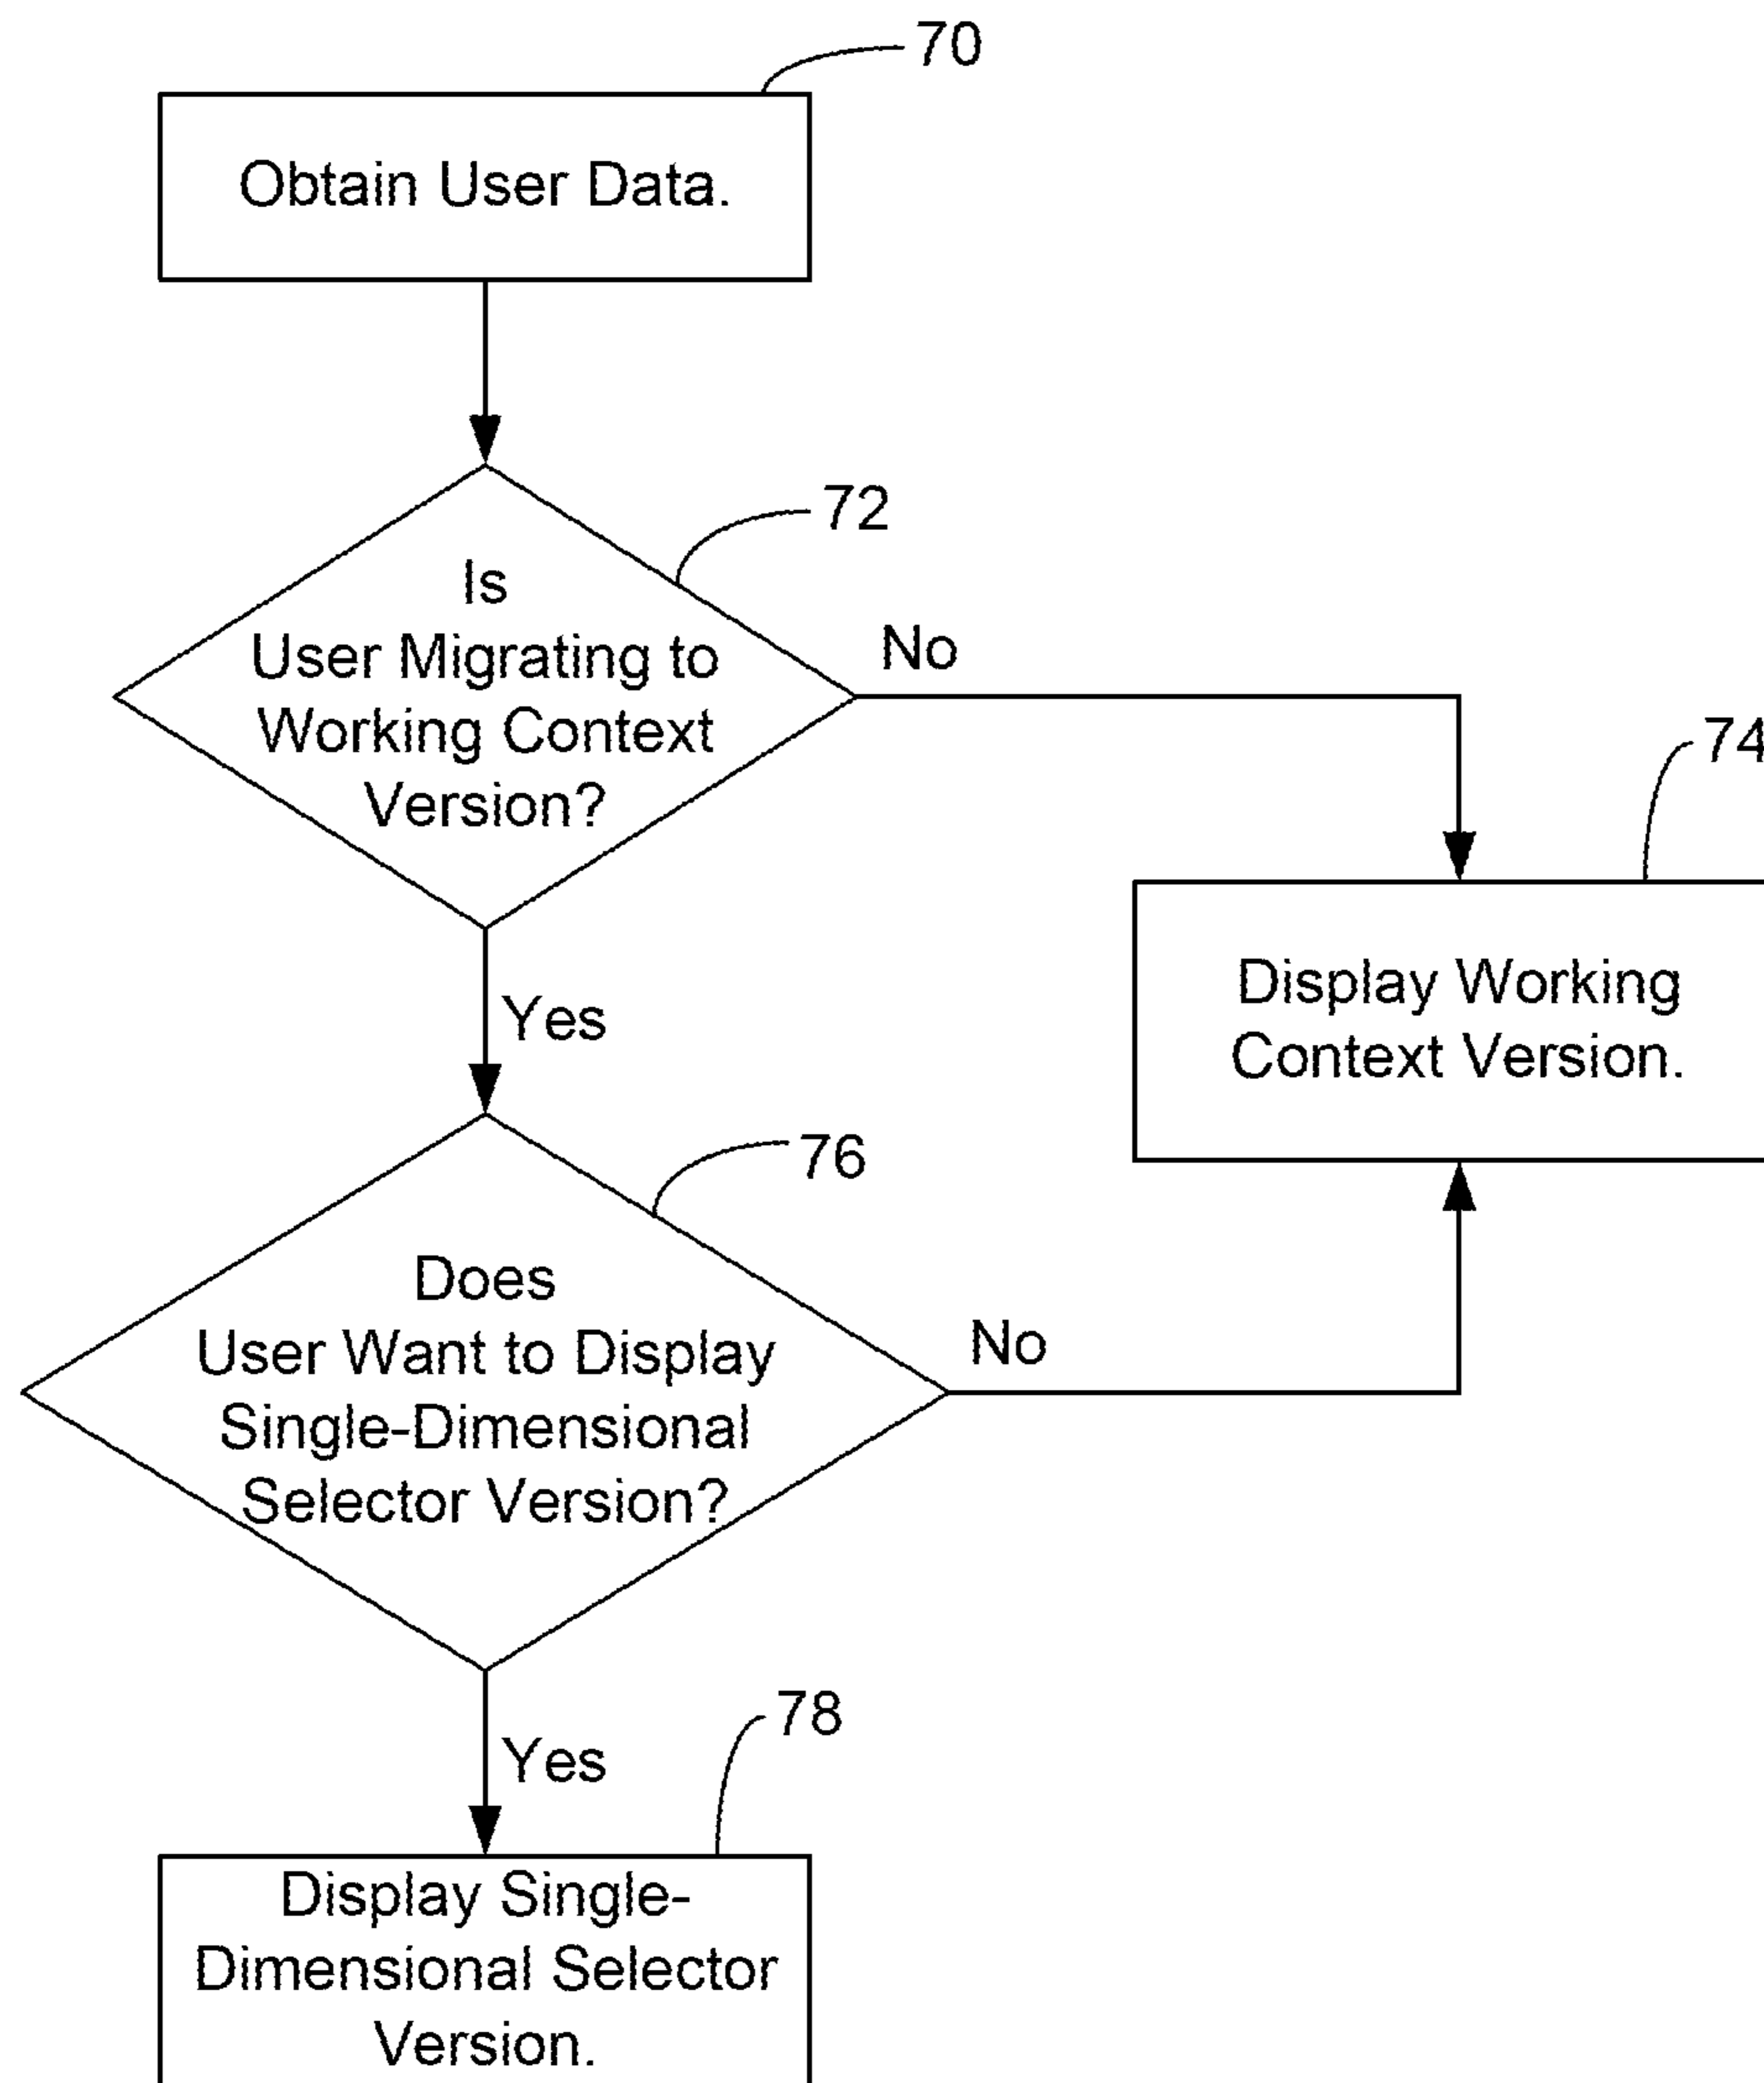 70
Obtain User Data.
72
Is
User Migrating to
Working Context
Version?
No
74
Display Working
Context Version.
Yes
76
Does
User Want to Display
Single-Dimensional
Selector Version?
No
Yes
78
Display Single-
Dimensional Selector
Version.